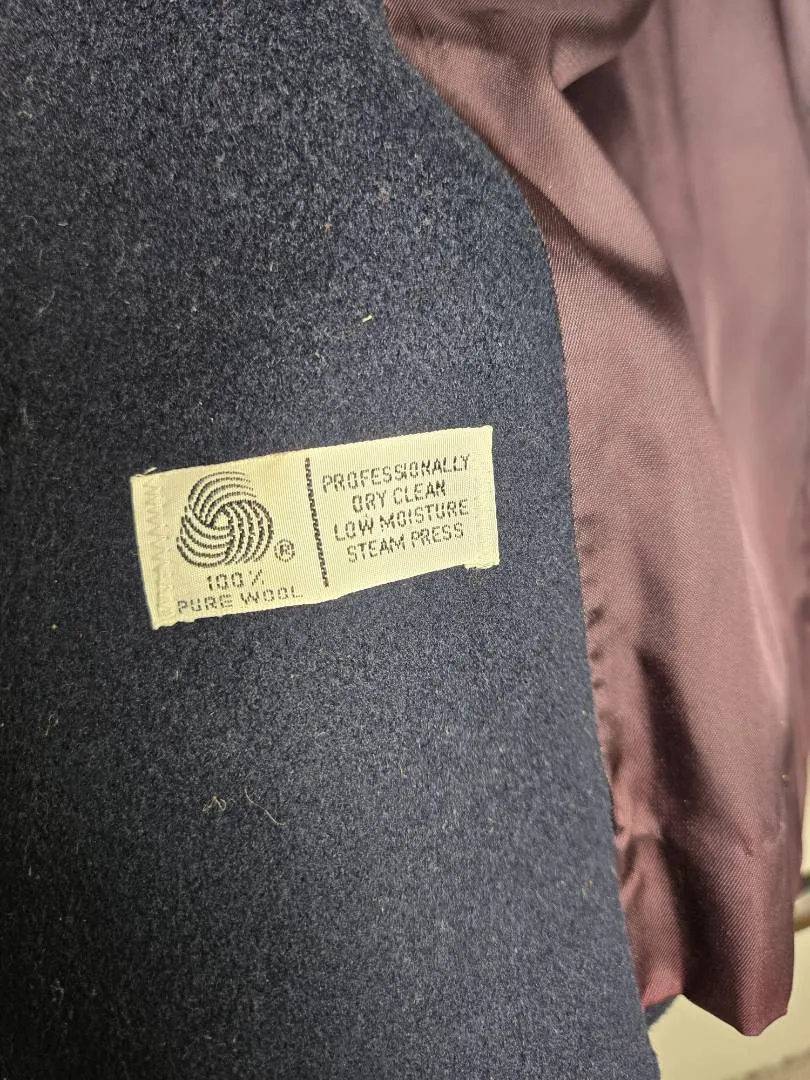 ®
100%
PURE WOOL
PROFESSIONALLY
DRY CLEAN
LOW MOISTURE
STEAM PRESS